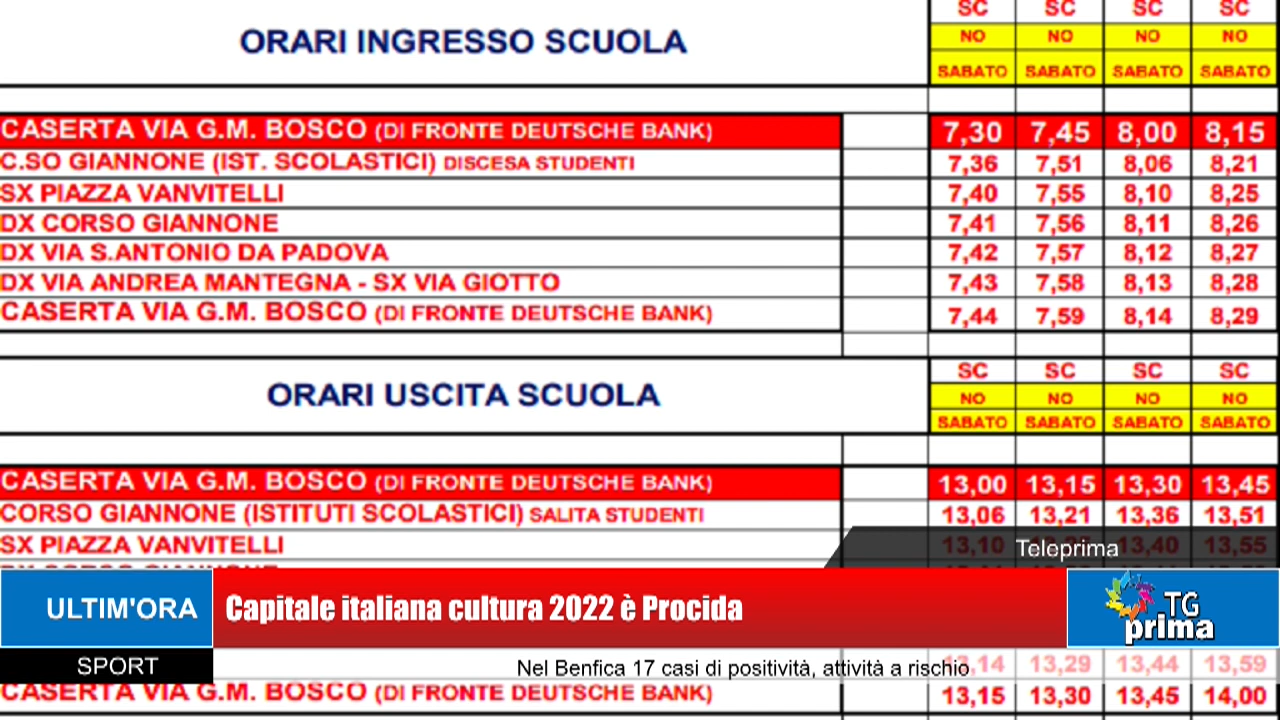 SC SC SC SC
ORARI INGRESSO SCUOLA NO NO NO NO
SABATO SABATO SABATO SABATO
CASERTA VIA G.M. BOSCO (DI FRONTE DEUTSCHE BANK) 7,30 7,45 8,00 8,15
C.SO GIANNONE (IST. SCOLASTICI) DISCESA STUDENTI 7,36 7,51 8,06 8,21
SX PIAZZA VANVITELLI 7,40 7,55 8,10 8,25
DX CORSO GIANNONE 7,41 7,56 8,11 8,26
DX VIA S.ANTONIO DA PADOVA 7,42 7,57 8,12 8,27
DX VIA ANDREA MANTEGNA - SX VIA GIOTTO 7,43 7,58 8,13 8,28
CASERTA VIA G.M. BOSCO (DI FRONTE DEUTSCHE BANK) 7,44 7,59 8,14 8,29
SC SC SC SC
ORARI USCITA SCUOLA NO NO NO NO
SABATO SABATO SABATO SABATO
CASERTA VIA G.M. BOSCO (DI FRONTE DEUTSCHE BANK) 13,00 13,15 13,30 13,45
CORSO GIANNONE (ISTITUTI SCOLASTICI) SALITA STUDENTI 13,06 13,21 13,36 13,51
SX PIAZZA VANVITELLI 13,10 13,40 13,55
Teleprima
ULTIM'ORA Capitale italiana cultura 2022 è Procida TG prima
SPORT Nel Benfica 17 casi di positività, attività a rischio
13,29 13,44 13,59
CASERTA VIA G.M. BOSCO (DI FRONTE DEUTSCHE BANK) 13,15 13,30 13,45 14,00